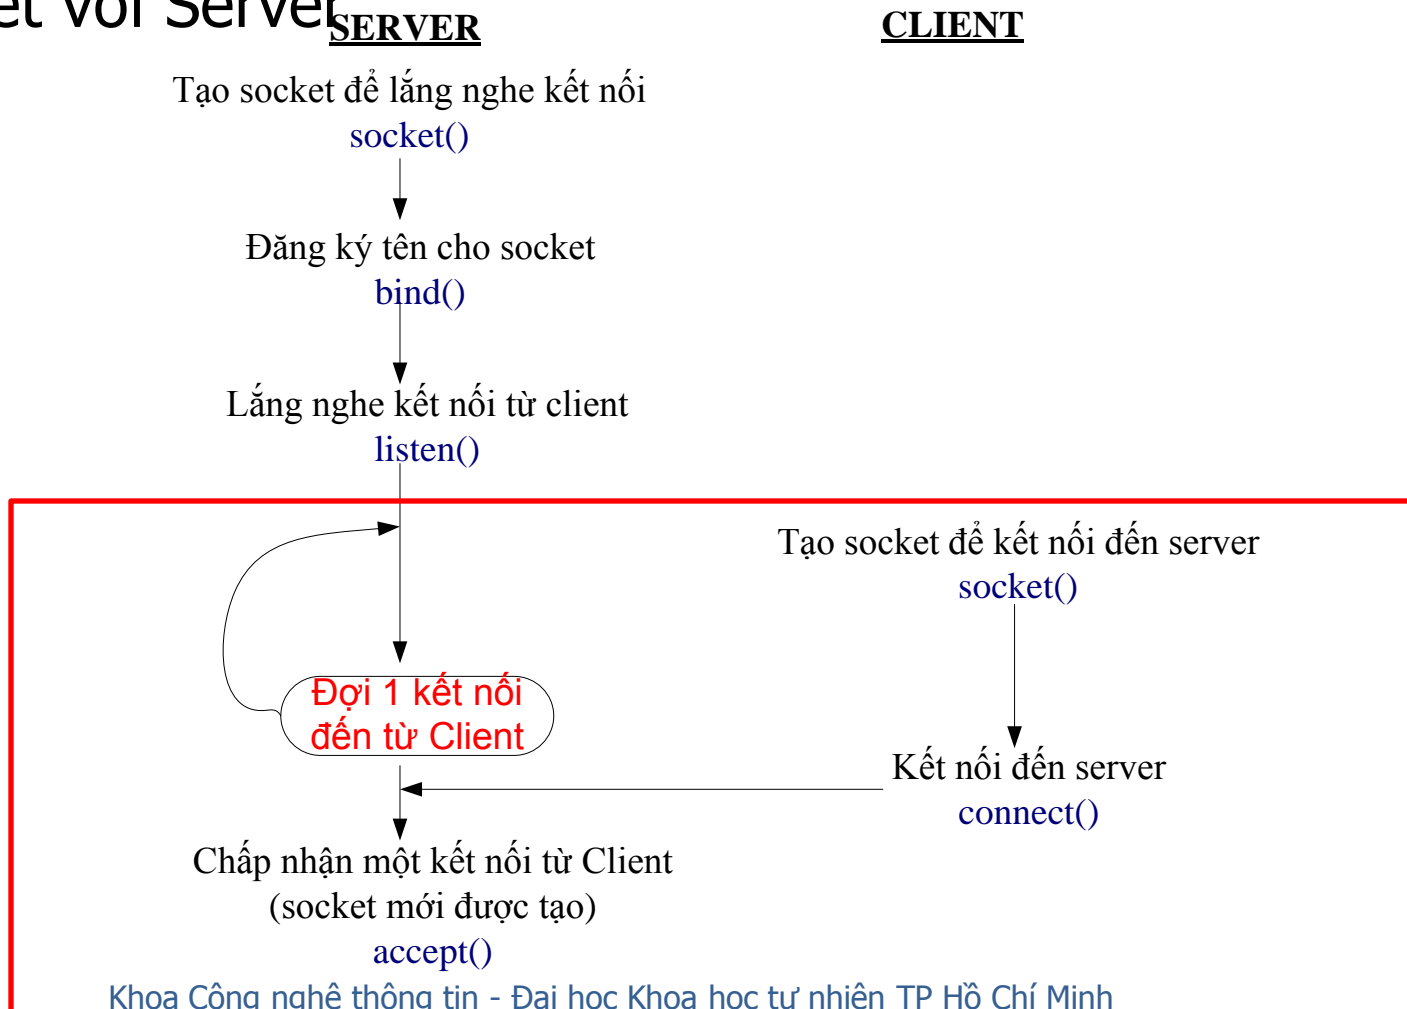 với Server
SERVER
CLIENT
Tạo socket để lắng nghe kết nối
socket()
Đăng ký tên cho socket
bind()
Lắng nghe kết nối từ client
listen()
Tạo socket để kết nối đến server
socket()
Đợi 1 kết nối
đến từ Client
Kết nối đến server
connect()
Chấp nhận một kết nối từ Client
(socket mới được tạo)
accept()
Khoa Công nghệ thông tin - Đại học Khoa học tự nhiên TP Hồ Chí Minh